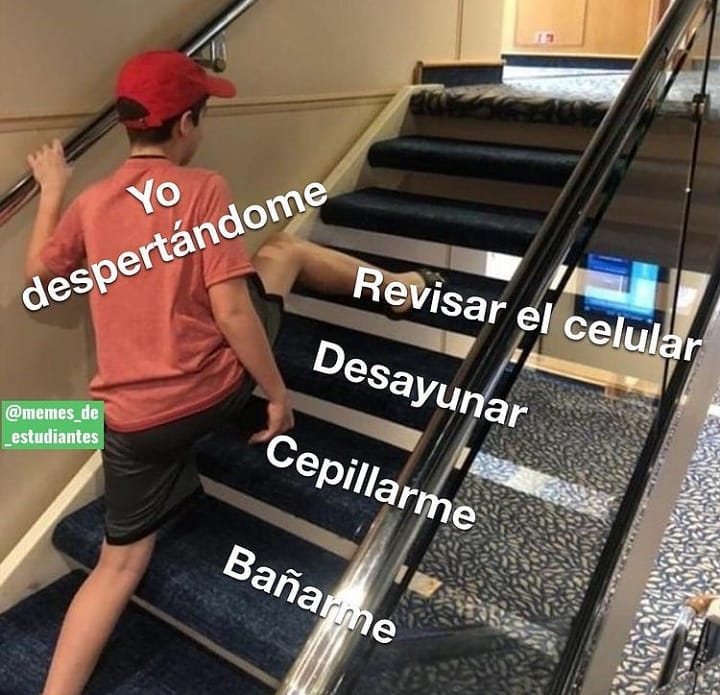 Yo
despertándome
Revisar el celular
Desayunar
@memes_de
_estudiantes
Cepillarme
Bañarme